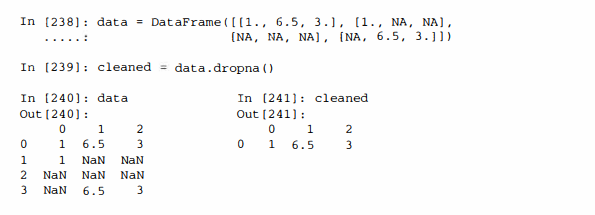 In [238]: data = DataFrame([[1., 6.5, 3.], [1., NA, NA],
.....:                   [NA, NA, NA], [NA, 6.5, 3.]])
In [239]: cleaned = data.dropna()
In [240]: data                 In [241]: cleaned
Out[240]:                      Out[241]:
    0    1    2                    0    1    2
0   1  6.5    3                0   1  6.5    3
1   1  NaN  NaN
2 NaN  NaN  NaN
3 NaN  6.5    3